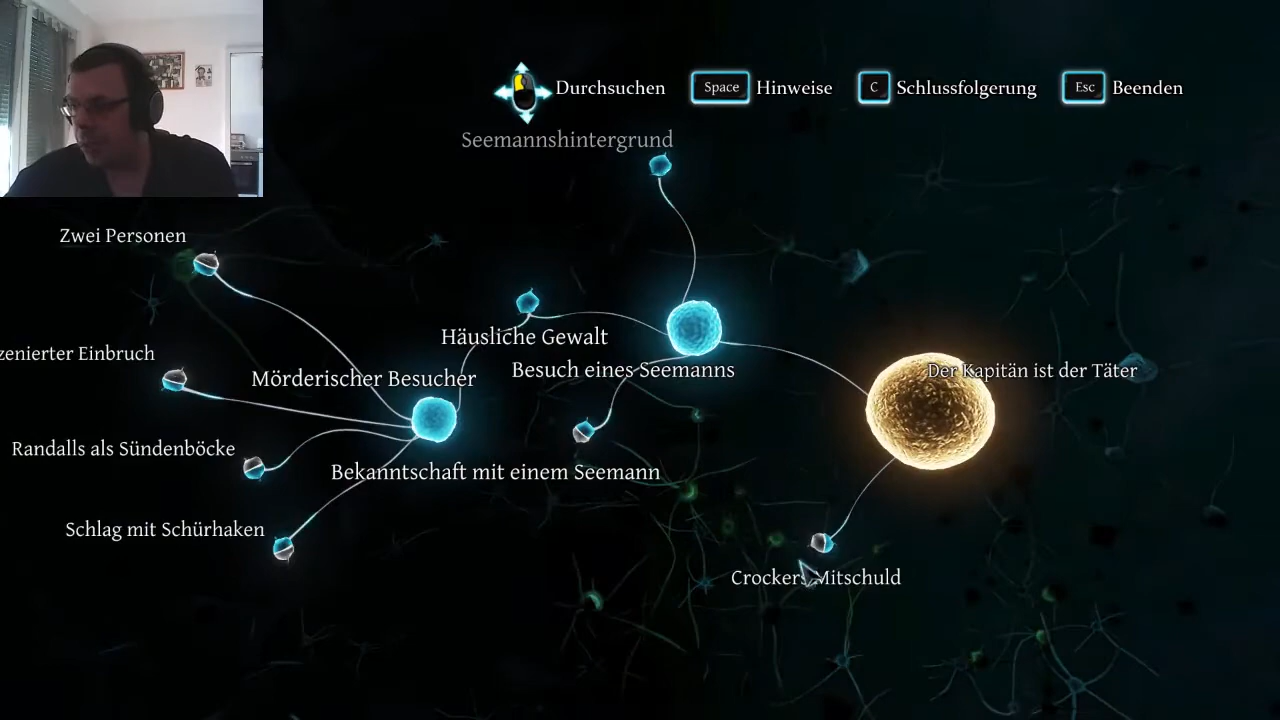 Durchsuchen
Space
Hinweise
C
Schlussfolgerung
Esc
Beenden
Seemannshintergrund
Zwei Personen
Häusliche Gewalt
zenierter Einbruch
Besuch eines Seemanns
Der Kapitän ist der Täter
Mörderischer Besucher
Randalls als Sündenböcke
Bekanntschaft mit einem Seemann
Schlag mit Schürhaken
Crockers Mitschuld